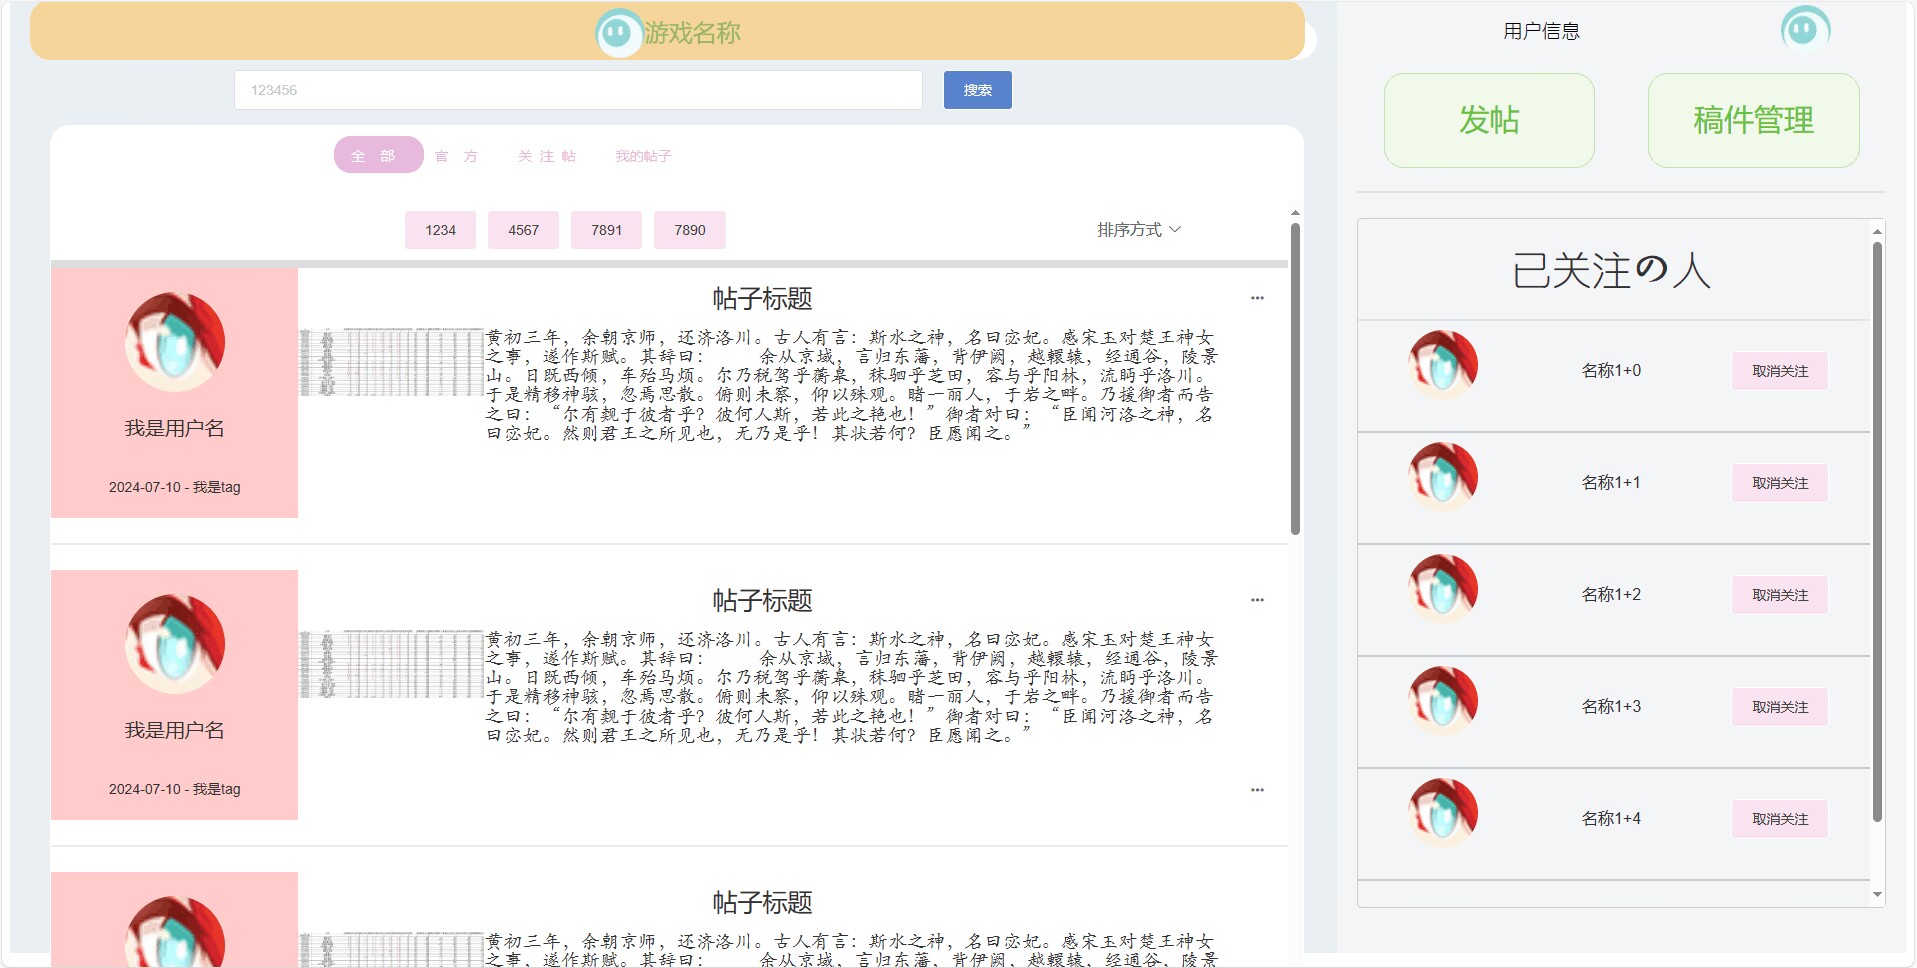 游戏名称
用户信息
123456
搜索
发帖
稿件管理
全 部
官 方
关 注 帖
我的帖子
1234
4567
7891
7890
排序方式
帖子标题
黄初三年，余朝京师，还济洛川。古人有言：斯水之神，名曰宓妃。感宋玉对楚王神女
之事，遂作斯赋。其辞曰： 余从京域，言归东藩，背伊阙，越轘辕，经通谷，陵景
山。日既西倾，车殆马烦。尔乃税驾乎蘅皋，秣驷乎芝田，容与乎阳林，流眄乎洛川。
于是精移神骇，忽焉思散。俯则未察，仰以殊观。睹一丽人，于岩之畔。乃援御者而告
之曰：“尔有觌于彼者乎？彼何人斯，若此之艳也！”御者对曰：“臣闻河洛之神，名
曰宓妃。然则君王之所见也，无乃是乎！其状若何？臣愿闻之。”
我是用户名
2024-07-10 - 我是tag
帖子标题
黄初三年，余朝京师，还济洛川。古人有言：斯水之神，名曰宓妃。感宋玉对楚王神女
之事，遂作斯赋。其辞曰： 余从京域，言归东藩，背伊阙，越轘辕，经通谷，陵景
山。日既西倾，车殆马烦。尔乃税驾乎蘅皋，秣驷乎芝田，容与乎阳林，流眄乎洛川。
于是精移神骇，忽焉思散。俯则未察，仰以殊观。睹一丽人，于岩之畔。乃援御者而告
之曰：“尔有觌于彼者乎？彼何人斯，若此之艳也！”御者对曰：“臣闻河洛之神，名
曰宓妃。然则君王之所见也，无乃是乎！其状若何？臣愿闻之。”
我是用户名
2024-07-10 - 我是tag
帖子标题
黄初三年，余朝京师，还济洛川。古人有言：斯水之神，名曰宓妃。感宋玉对楚王神女
之事，遂作斯赋。其辞曰： 余从京域，言归东藩，背伊阙，越轘辕，经通谷，陵景
已关注の人
名称1+0
取消关注
名称1+1
取消关注
名称1+2
取消关注
名称1+3
取消关注
名称1+4
取消关注